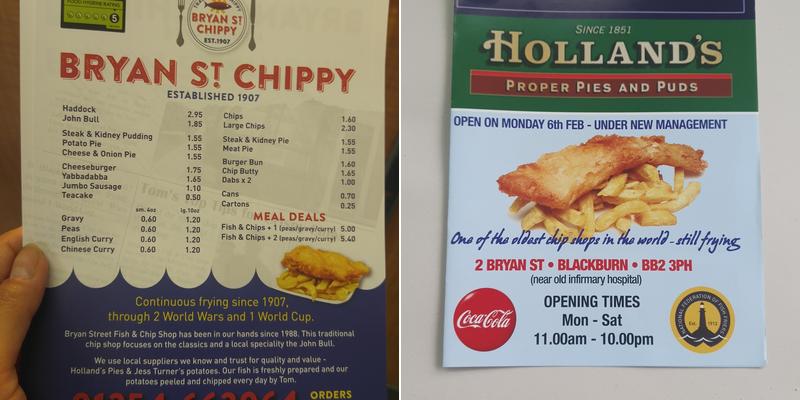 FOOD HYGIENE RATING
5
BRYAN ST
CHIPPY
EST.1907
BRYAN ST CHIPPY
ESTABLISHED 1907
Haddock 2.95
John Bull 1.85
Steak & Kidney Pudding 1.55
Potato Pie 1.55
Cheese & Onion Pie 1.55
Cheeseburger 1.75
Yabbadabba 1.65
Jumbo Sausage 1.10
Teacake 0.50
sm. 4oz lg.10oz
Gravy 0.60 1.20
Peas 0.60 1.20
English Curry 0.60 1.20
Chinese Curry 0.60 1.20
Chips 1.60
Large Chips 2.30
Steak & Kidney Pie 1.55
Meat Pie 1.55
Burger Bun 1.60
Chip Butty 1.65
Dabs x 2 1.00
Cans 0.70
Cartons 0.25
MEAL DEALS
Fish & Chips + 1 (peas/gravy/curry) 5.00
Fish & Chips + 2 (peas/gravy/curry) 5.40
Continuous frying since 1907,
through 2 World Wars and 1 World Cup.
Bryan Street Fish & Chip Shop has been in our hands since 1988. This traditional
chip shop focuses on the classics and a local speciality the John Bull.
We use local suppliers we know and trust for quality and value -
Holland's Pies & Jess Turner's potatoes. Our fish is freshly prepared and our
potatoes peeled and chipped every day by Tom.
ORDERS
SINCE 1851
HOLLAND'S
PROPER PIES AND PUDS
OPEN ON MONDAY 6th FEB - UNDER NEW MANAGEMENT
One of the oldest chip shops in the world - still frying
2 BRYAN ST • BLACKBURN • BB2 3PH
(near old infirmary hospital)
Coca-Cola
OPENING TIMES
Mon - Sat
11.00am - 10.00pm
NATIONAL FEDERATION OF FISH FRIERS
Est. 1913